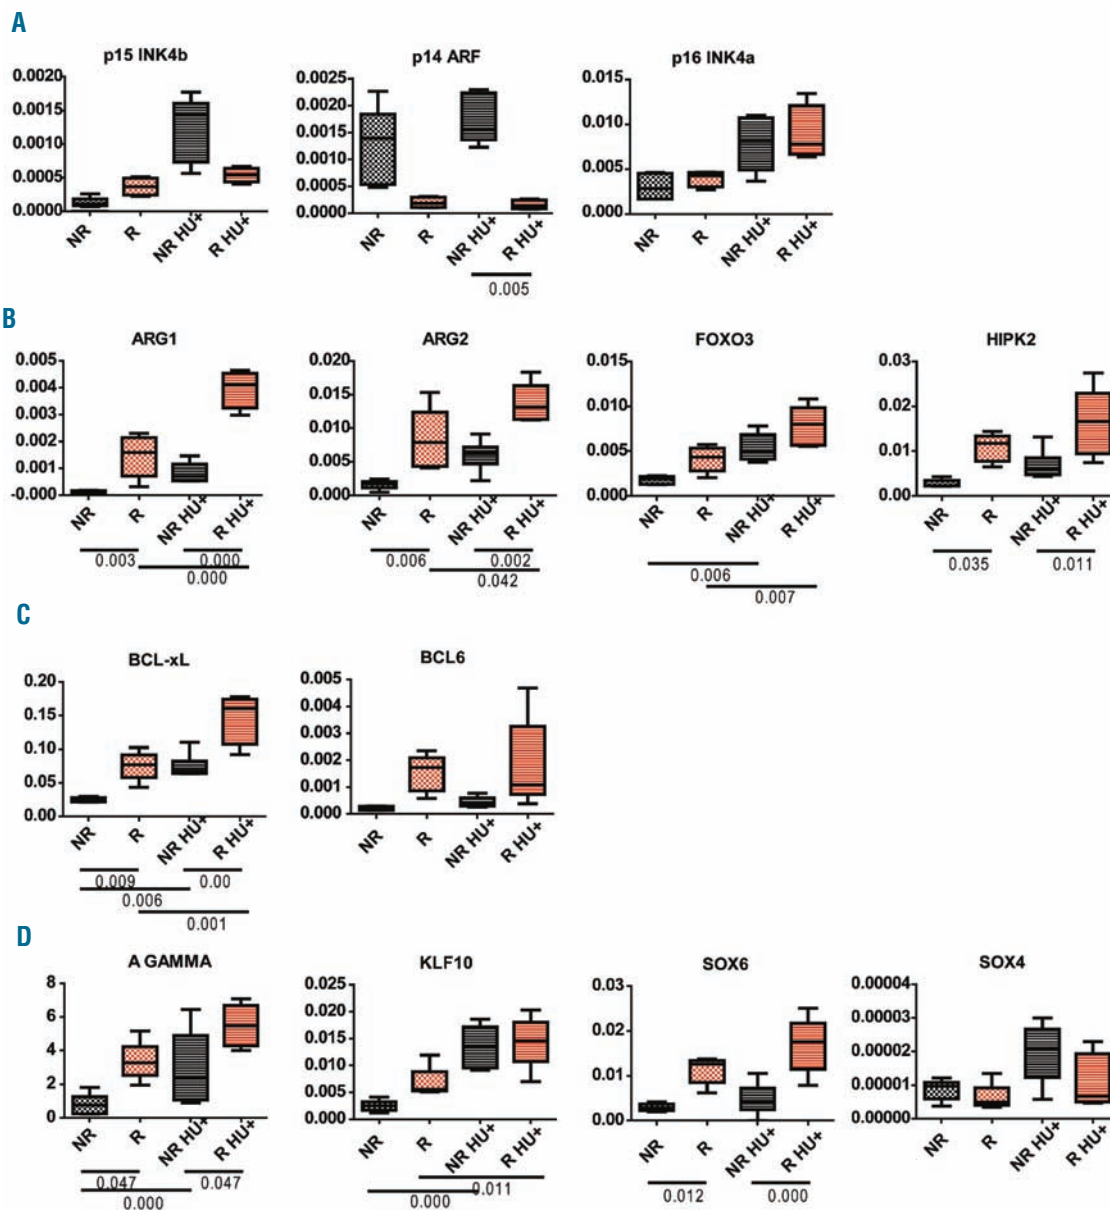 A
p15 INK4b
p14 ARF
p16 INK4a
0.0020
0.0015
0.0010
0.0005
0.0000
NR
R
NR HU+
R HU+
0.0025
0.0020
0.0015
0.0010
0.0005
0.0000
NR
R
NR HU+
R HU+
0.005
0.015
0.010
0.005
0.000
NR
R
NR HU+
R HU+
B
ARG1
ARG2
FOXO3
HIPK2
0.005
0.004
0.003
0.002
0.001
-0.000
NR
R
NR HU+
R HU+
0.003
0.000
0.000
0.020
0.015
0.010
0.005
0.000
NR
R
NR HU+
R HU+
0.006
0.002
0.042
0.015
0.010
0.005
0.000
NR
R
NR HU+
R HU+
0.006
0.007
0.03
0.02
0.01
0.00
NR
R
NR HU+
R HU+
0.035
0.011
C
BCL-xL
BCL6
0.20
0.15
0.10
0.05
0.00
NR
R
NR HU+
R HU+
0.009
0.00
0.006
0.001
0.005
0.004
0.003
0.002
0.001
0.000
NR
R
NR HU+
R HU+
D
A GAMMA
KLF10
SOX6
SOX4
8
6
4
2
0
NR
R
NR HU+
R HU+
0.047
0.047
0.000
0.020
0.015
0.010
0.005
0.000
NR
R
NR HU+
R HU+
0.011
0.000
0.03
0.02
0.01
0.00
NR
R
NR HU+
R HU+
0.012
0.000
0.00004
0.00003
0.00002
0.00001
0.00000
NR
R
NR HU+
R HU+